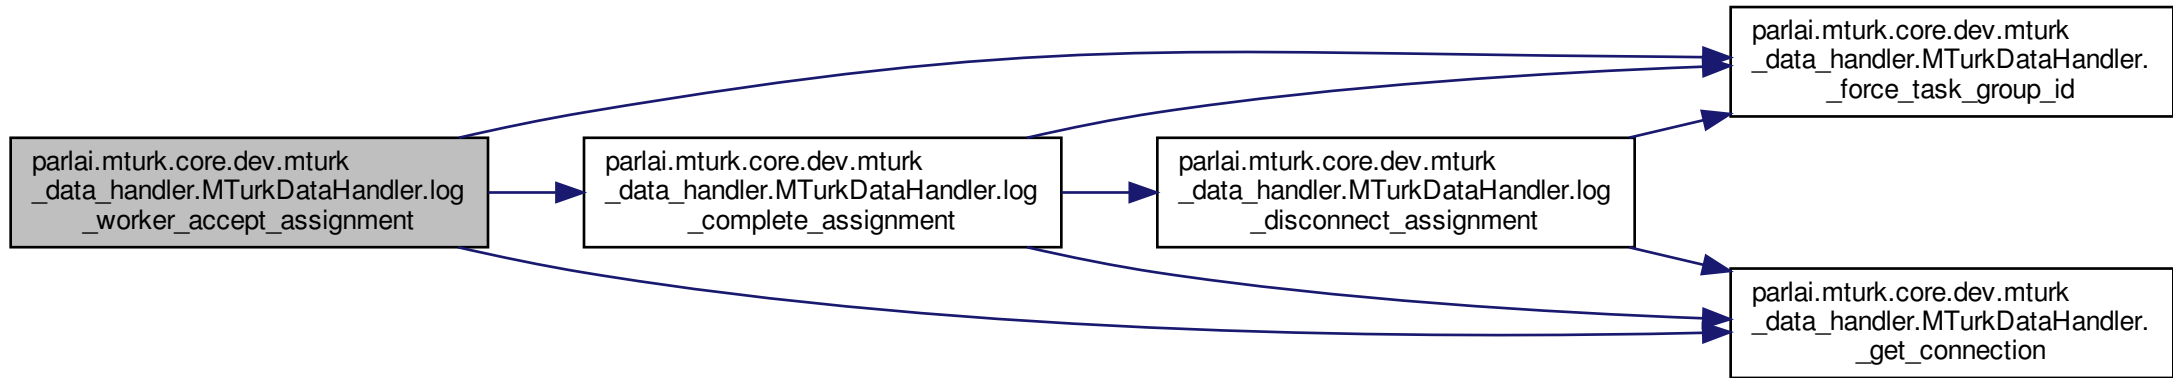 parlai.mturk.core.dev.mturk
_data_handler.MTurkDataHandler.log
_worker_accept_assignment
parlai.mturk.core.dev.mturk
_data_handler.MTurkDataHandler.log
_complete_assignment
parlai.mturk.core.dev.mturk
_data_handler.MTurkDataHandler.log
_disconnect_assignment
parlai.mturk.core.dev.mturk
_data_handler.MTurkDataHandler.
_force_task_group_id
parlai.mturk.core.dev.mturk
_data_handler.MTurkDataHandler.
_get_connection